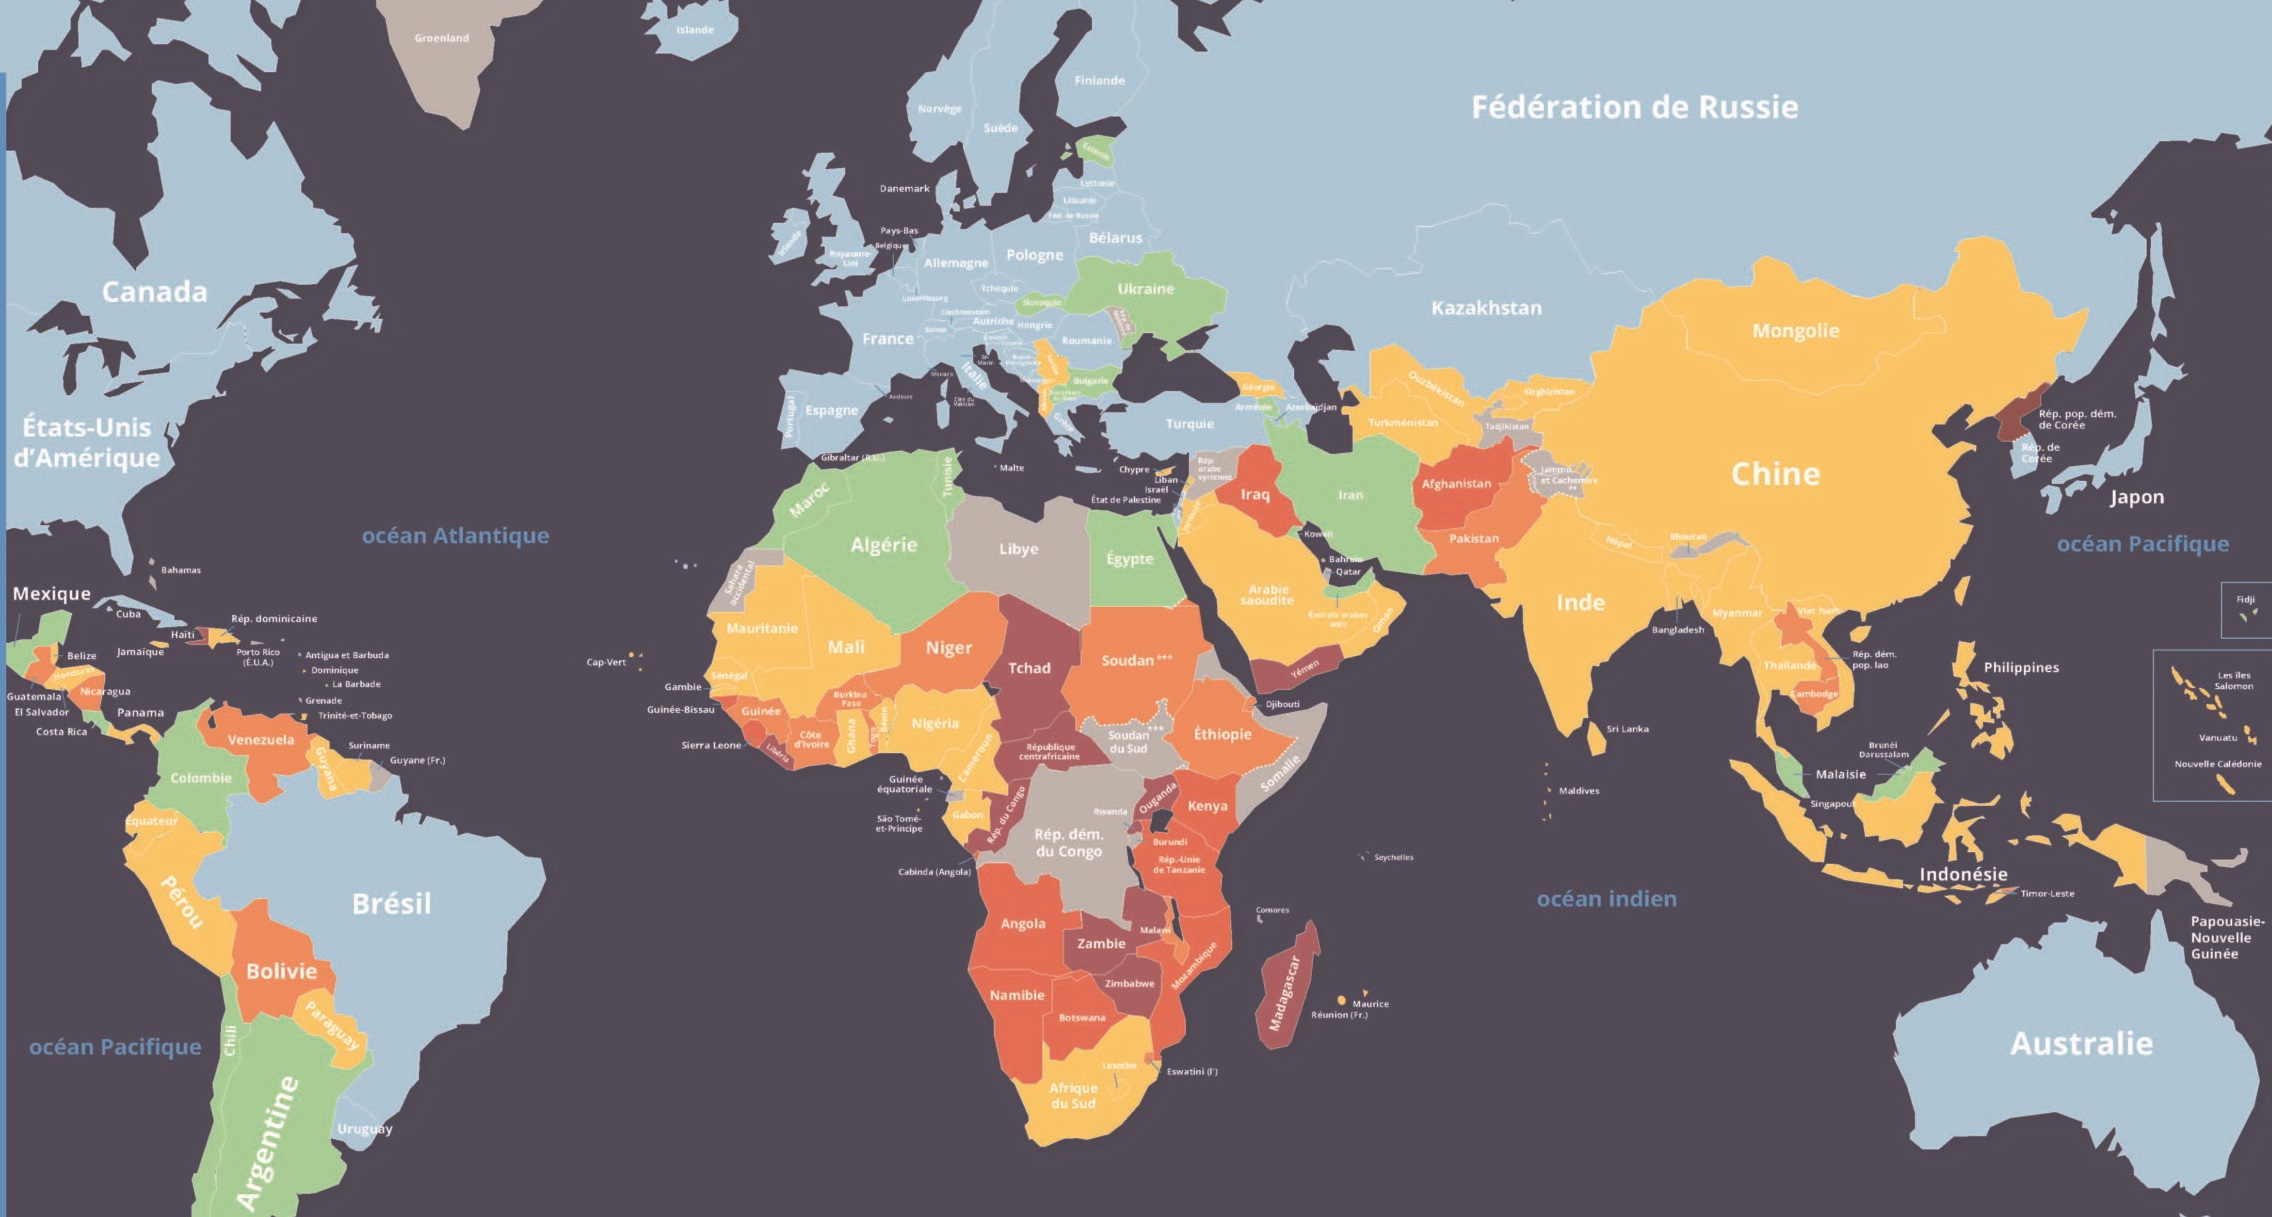 Groenland
Islande
Norvège
Suède
Finlande
Fédération de Russie
Estonie
Lettonie
Lituanie
Féd. de Russie
Danemark
Irlande
Royaume-
Uni
Pays-Bas
Belgique
Allemagne
Pologne
Bélarus
Luxembourg
Tchéquie
Slovaquie
Ukraine
Liechtenstein
Suisse
Autriche
Hongrie
Roumanie
France
Monaco
Italie
Bulgarie
Andorre
Portugal
Espagne
Grèce
Turquie
Géorgie
Arménie
Azerbaïdjan
Kazakhstan
Ouzbékistan
Kirghizistan
Turkménistan
Tadjikistan
Mongolie
Chine
Rép. pop. dém.
de Corée
Rép. de
Corée
Japon
océan Pacifique
Canada
États-Unis
d'Amérique
océan Atlantique
Mexique
Bahamas
Cuba
Haïti
Rép. dominicaine
Jamaïque
Porto Rico
(É.U.A.)
Antigua et Barbuda
Dominique
La Barbade
Grenade
Trinité-et-Tobago
Belize
Honduras
Guatemala
Nicaragua
El Salvador
Costa Rica
Panama
Venezuela
Guyana
Suriname
Guyane (Fr.)
Colombie
Équateur
Pérou
Brésil
Bolivie
Paraguay
Chili
Argentine
Uruguay
océan Pacifique
Gibraltar (R.U.)
Malte
Maroc
Algérie
Tunisie
Libye
Égypte
Sahara
occidental
Mauritanie
Mali
Niger
Tchad
Soudan ***
Cap-Vert
Sénégal
Gambie
Guinée-Bissau
Guinée
Sierra Leone
Libéria
Côte
d'Ivoire
Burkina
Faso
Ghana
Togo
Bénin
Nigéria
Cameroun
République
centrafricaine
Soudan
du Sud
***
Éthiopie
Djibouti
Somalie
Guinée
équatoriale
São Tomé-
et-Principe
Gabon
Rép. du Congo
Cabinda (Angola)
Rép. dém.
du Congo
Ouganda
Kenya
Rwanda
Burundi
Rép.-Unie
de Tanzanie
Angola
Zambie
Malawi
Mozambique
Zimbabwe
Namibie
Botswana
Afrique
du Sud
Lesotho
Eswatini (l')
Madagascar
Comores
Seychelles
Maurice
Réunion (Fr.)
Chypre
Liban
Israël
État de Palestine
Rép.
arabe
syrienne
Jordanie
Iraq
Iran
Koweït
Bahreïn
Qatar
Arabie
saoudite
Emirats arabes
unis
Oman
Yémen
Afghanistan
Pakistan
Jammu
et Cachemire
**
Inde
Népal
Bhoutan
Bangladesh
Myanmar
Viet Nam
Rép. dém.
pop. lao
Thaïlande
Cambodge
Sri Lanka
Maldives
Philippines
Brunéi
Darussalam
Malaisie
Singapour
Indonésie
Timor-Leste
océan indien
Papouasie-
Nouvelle
Guinée
Australie
Fidji
Les îles
Salomon
Vanuatu
Nouvelle Calédonie